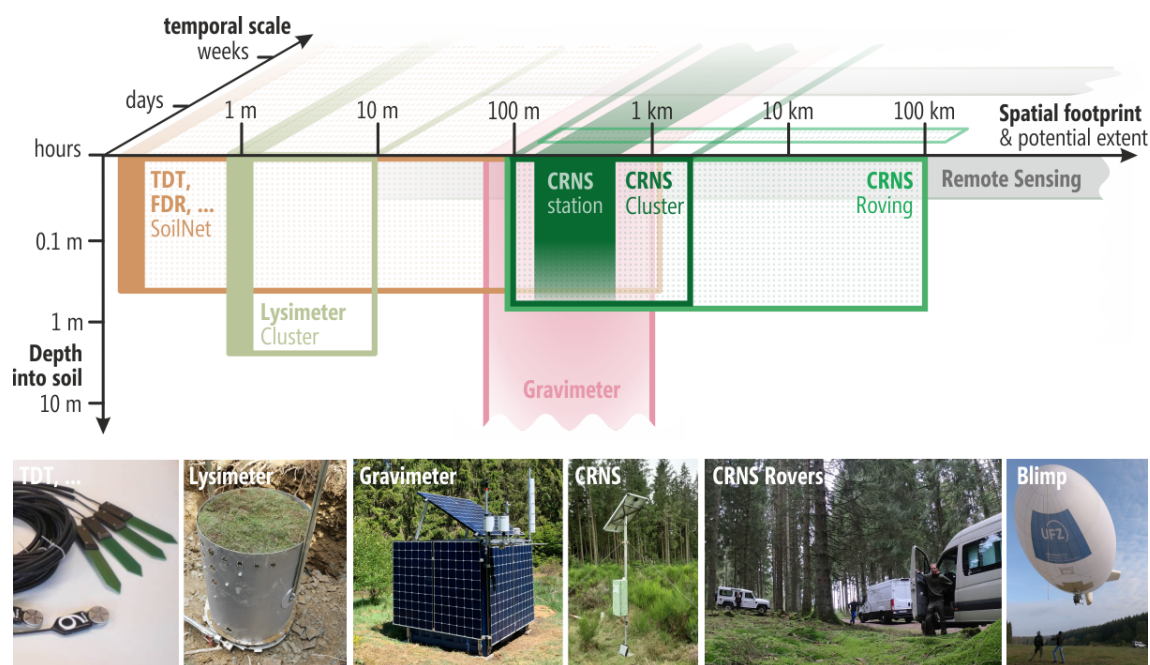 temporal scale
weeks
days
hours
1 m
10 m
100 m
1 km
10 km
100 km
Spatial footprint
& potential extent
TDT,
FDR, ...
SoilNet
CRNS
station
CRNS
Cluster
CRNS
Roving
Remote Sensing
0.1 m
1 m
10 m
Depth
into soil
Lysimeter
Cluster
Gravimeter
TDT, ...
Lysimeter
Gravimeter
CRNS
CRNS Rovers
Blimp
UFZ